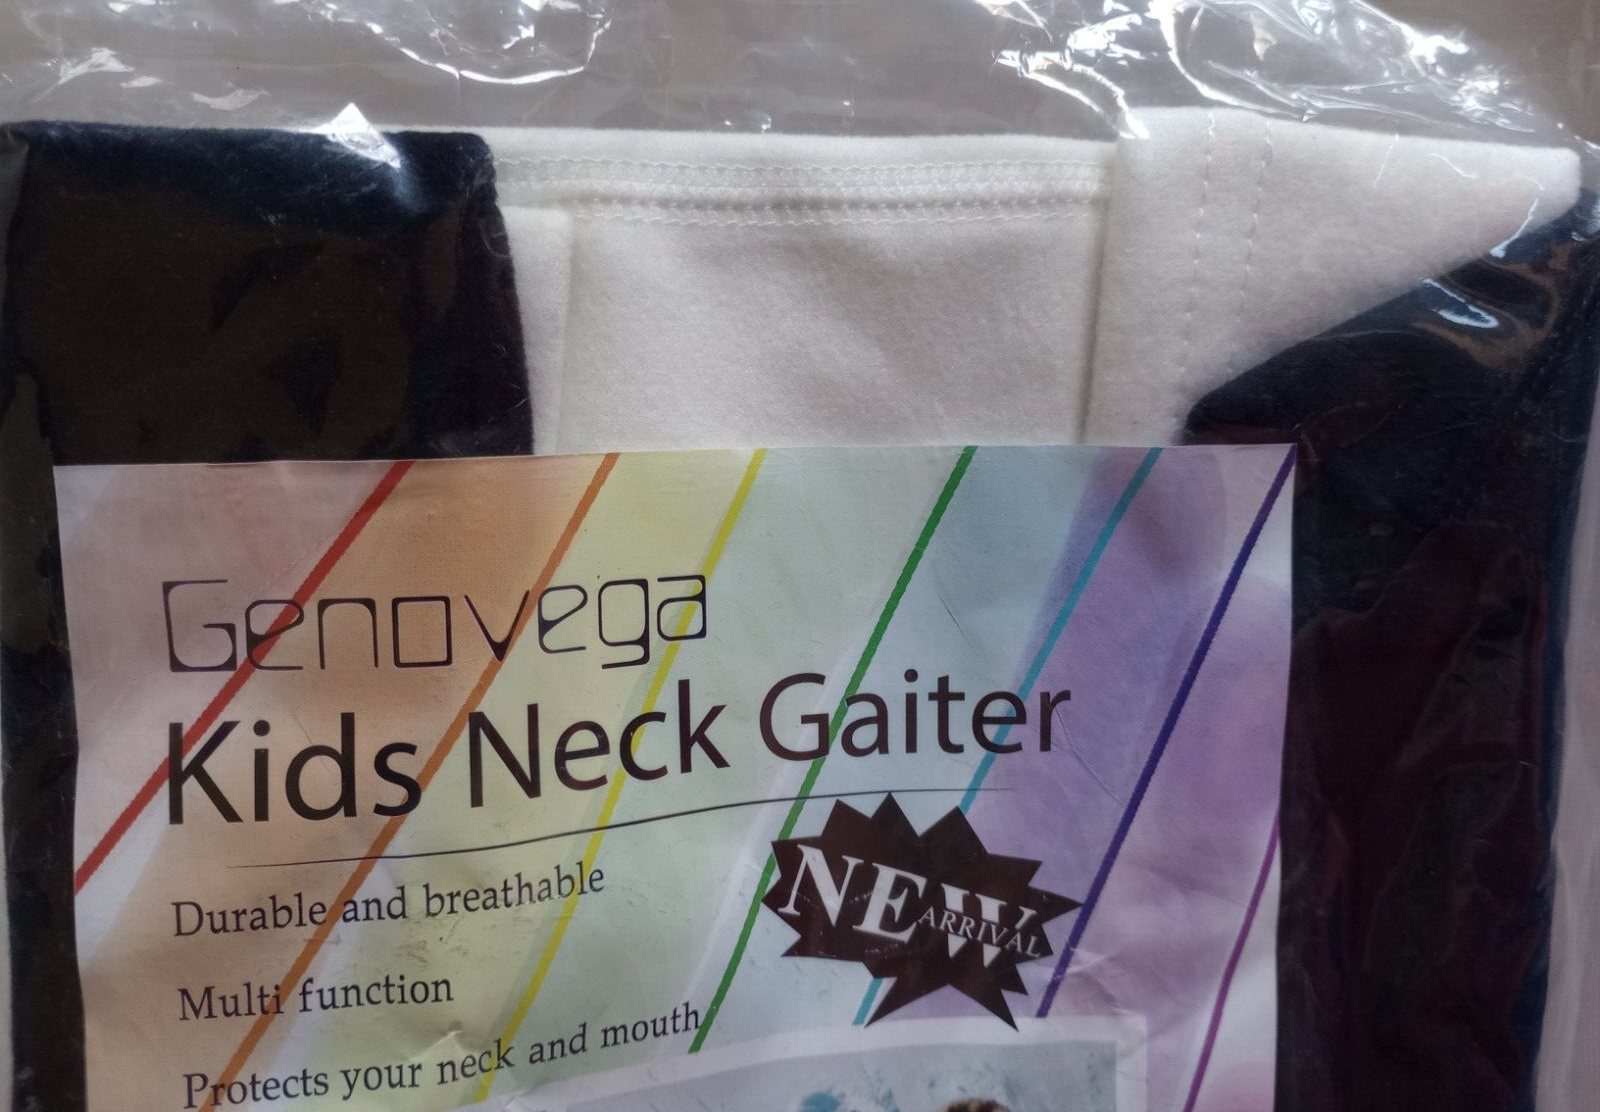 Genovega
Kids Neck Gaiter
Durable and breathable
NEW
ARRIVAL
Multi function
Protects your neck and mouth